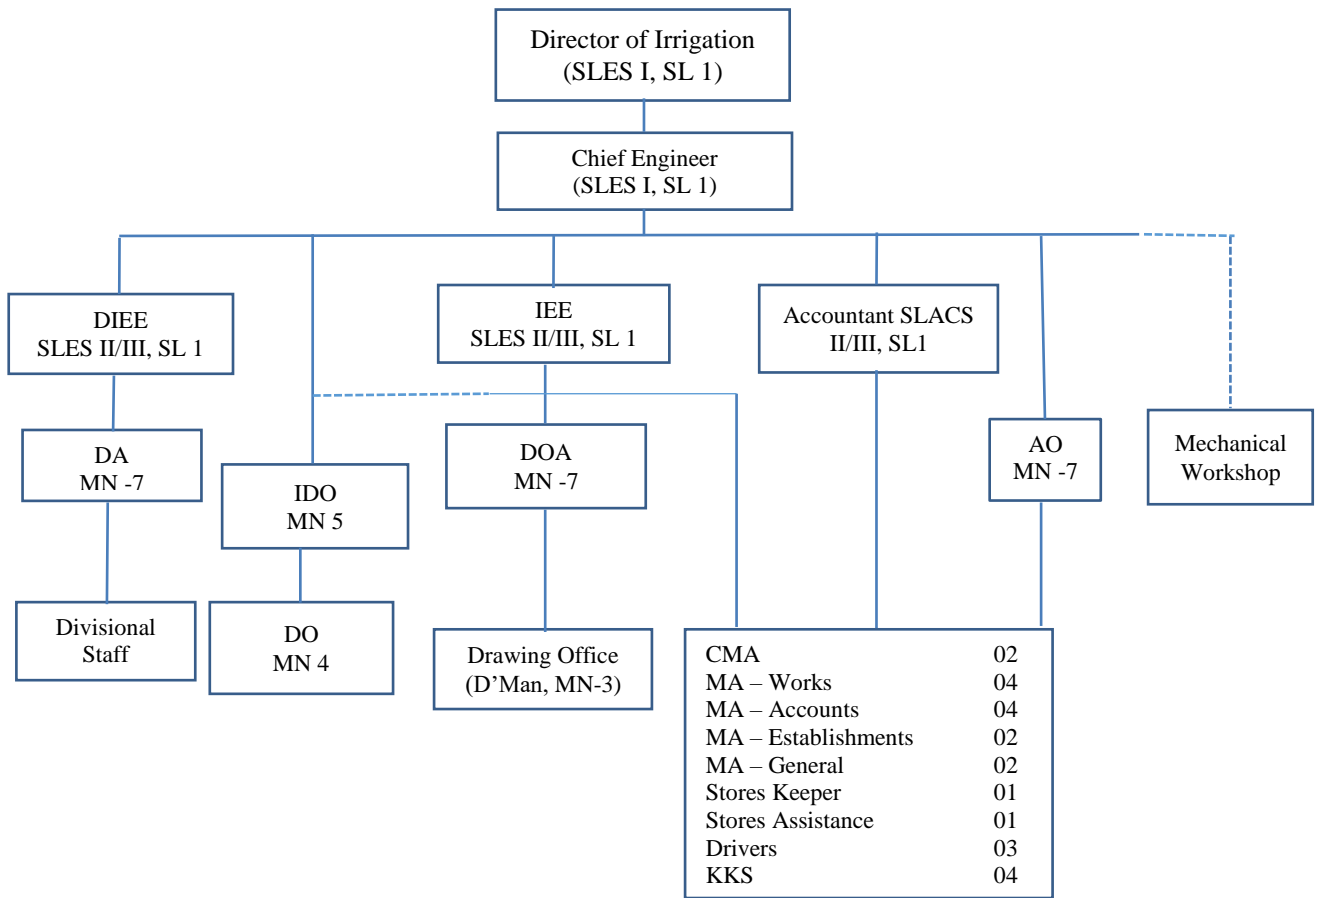 Director of Irrigation
(SLES I, SL 1)
Chief Engineer
(SLES I, SL 1)
DIEE
SLES II/III, SL 1
IEE
SLES II/III, SL 1
Accountant SLACS
II/III, SL1
DA
MN -7
IDO
MN 5
DOA
MN -7
AO
MN -7
Mechanical
Workshop
Divisional
Staff
DO
MN 4
Drawing Office
(D’Man, MN-3)
CMA 02
MA – Works 04
MA – Accounts 04
MA – Establishments 02
MA – General 02
Stores Keeper 01
Stores Assistance 01
Drivers 03
KKS 04